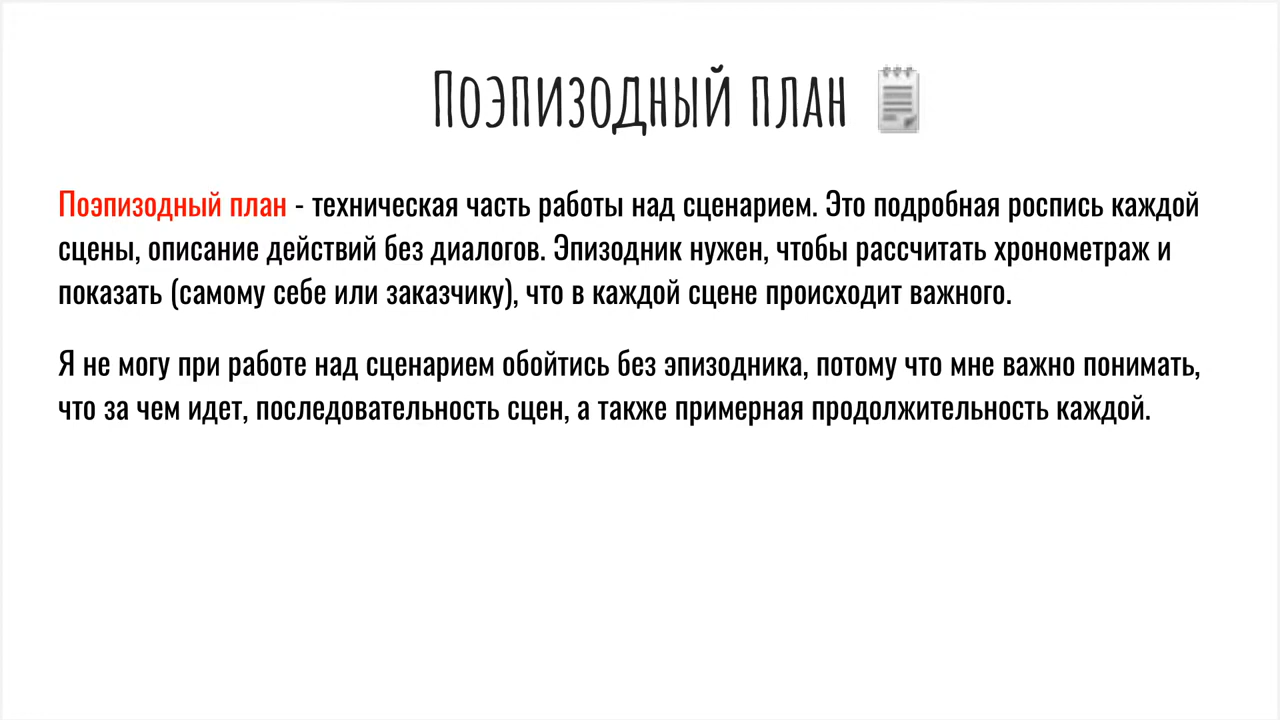 Поэпизодный план
Поэпизодный план - техническая часть работы над сценарием. Это подробная роспись каждой
сцены, описание действий без диалогов. Эпизодник нужен, чтобы рассчитать хронометраж и
показать (самому себе или заказчику), что в каждой сцене происходит важного.
Я не могу при работе над сценарием обойтись без эпизодника, потому что мне важно понимать,
что за чем идет, последовательность сцен, а также примерная продолжительность каждой.